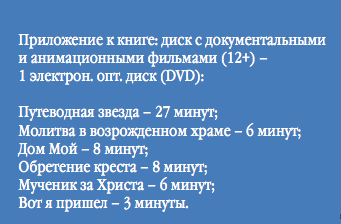 Приложение к книге: диск с документальными
и анимационными фильмами (12+) –
1 электрон. опт. диск (DVD):
Путеводная звезда – 27 минут;
Молитва в возрожденном храме – 6 минут;
Дом Мой – 8 минут;
Обретение креста – 8 минут;
Мученик за Христа – 6 минут;
Вот я пришел – 3 минуты.